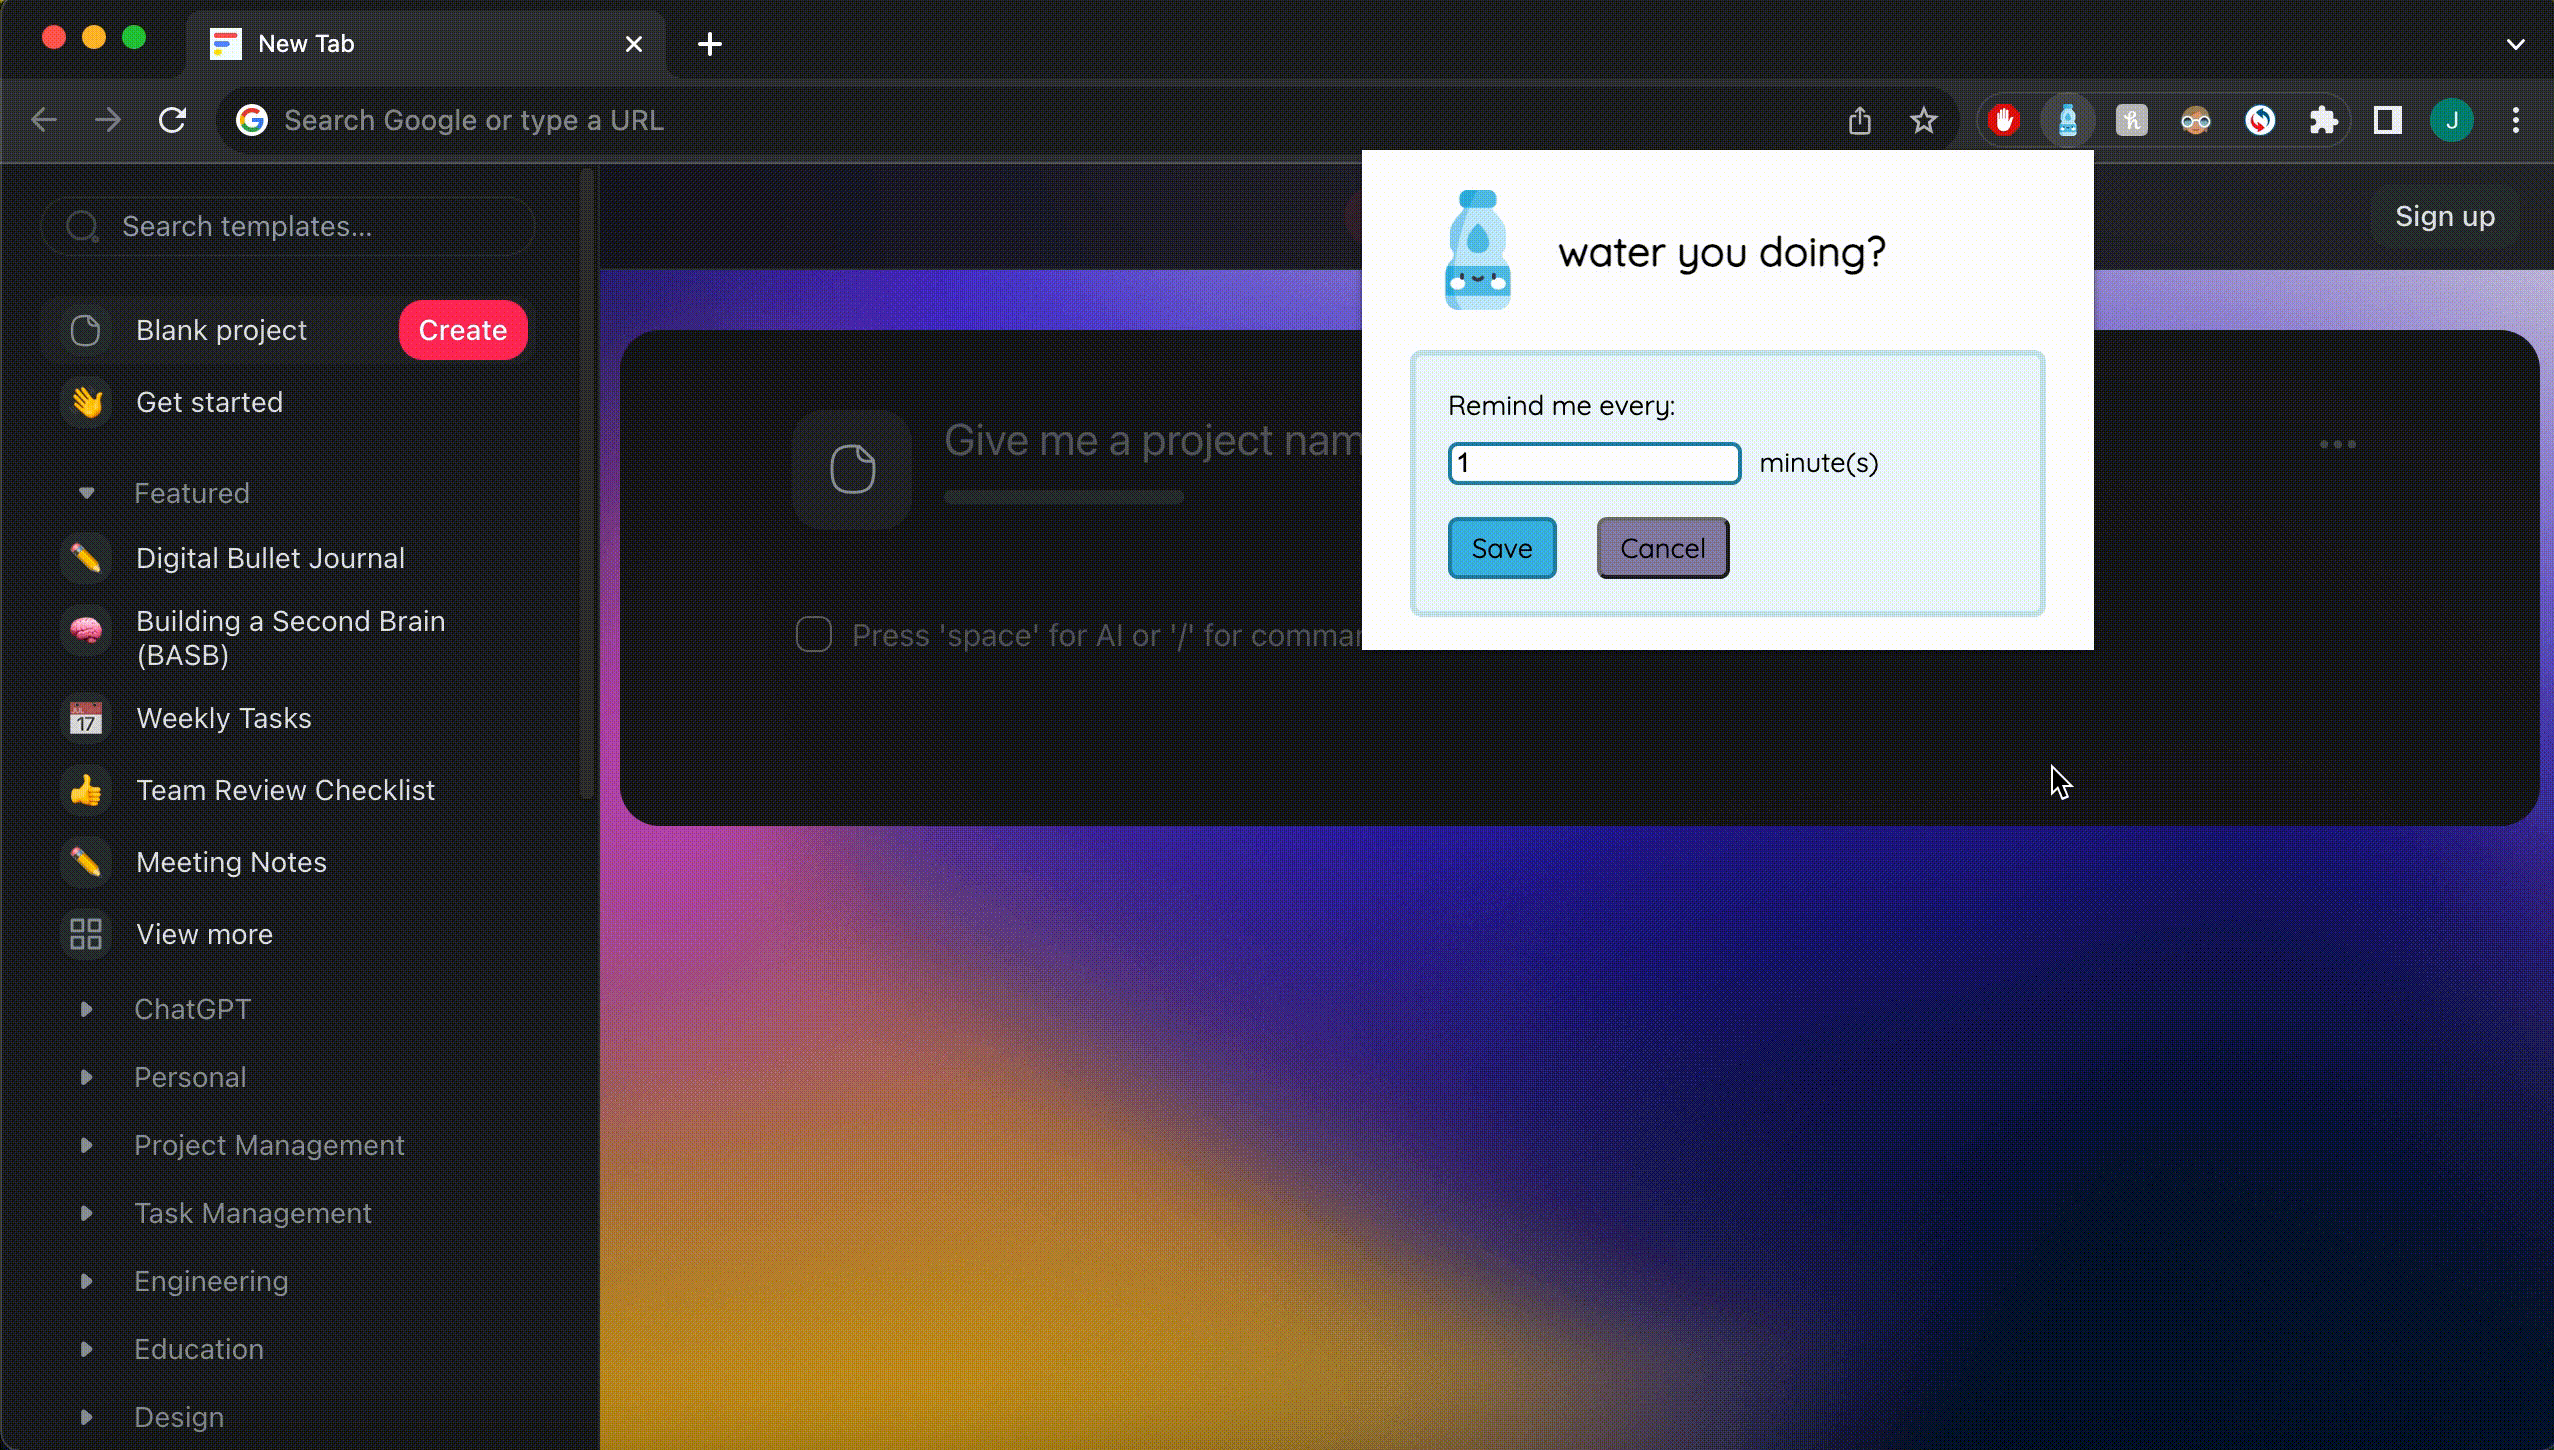 New Tab
Search Google or type a URL
J
Search templates...
Sign up
water you doing?
Blank project
Create
Get started
Remind me every:
Give me a project nam
1
minute(s)
Featured
Save
Cancel
Digital Bullet Journal
Building a Second Brain
(BASB)
Press 'space' for AI or '/' for comman
JUL
17
Weekly Tasks
Team Review Checklist
Meeting Notes
View more
ChatGPT
Personal
Project Management
Task Management
Engineering
Education
Design